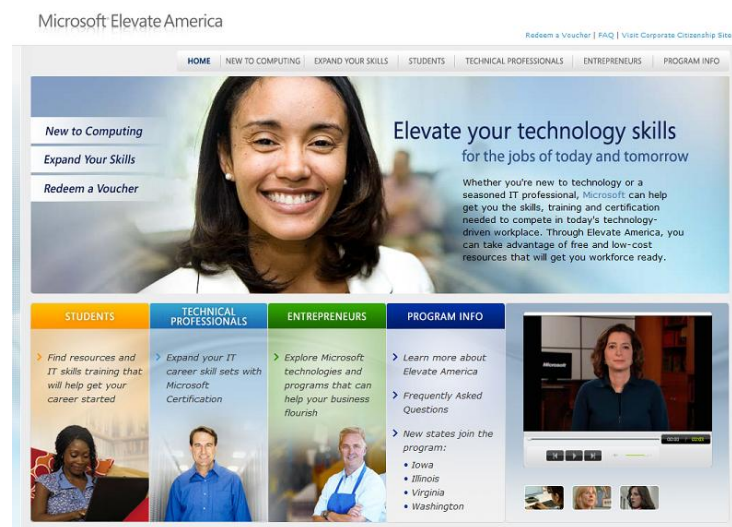 Microsoft Elevate America
Redeem a Voucher | FAQ | Visit Corporate Citizenship Site
HOME
NEW TO COMPUTING
EXPAND YOUR SKILLS
STUDENTS
TECHNICAL PROFESSIONALS
ENTREPRENEURS
PROGRAM INFO
New to Computing
Expand Your Skills
Redeem a Voucher
Elevate your technology skills
for the jobs of today and tomorrow
Whether you're new to technology or a
seasoned IT professional, Microsoft can help
get you the skills, training and certification
needed to compete in today's technology-
driven workplace. Through Elevate America, you
can take advantage of free and low-cost
resources that will get you workforce ready.
STUDENTS
Find resources and
IT skills training that
will help get your
career started
TECHNICAL
PROFESSIONALS
Expand your IT
career skill sets with
Microsoft
Certification
ENTREPRENEURS
Explore Microsoft
technologies and
programs that can
help your business
flourish
PROGRAM INFO
Learn more about
Elevate America
Frequently Asked
Questions
New states join the
program:
• Iowa
• Illinois
• Virginia
• Washington
Microsoft